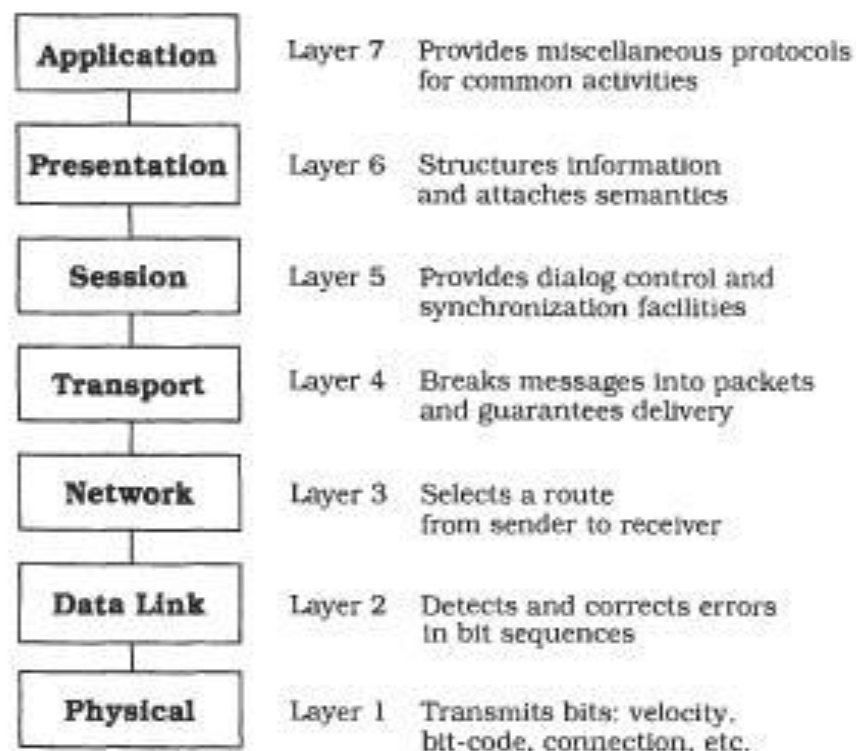 Application Layer 7 Provides miscellaneous protocols
for common activities
Presentation Layer 6 Structures information
and attaches semantics
Session Layer 5 Provides dialog control and
synchronization facilities
Transport Layer 4 Breaks messages into packets
and guarantees delivery
Network Layer 3 Selects a route
from sender to receiver
Data Link Layer 2 Detects and corrects errors
in bit sequences
Physical Layer 1 Transmits bits: velocity,
bit-code, connection, etc.